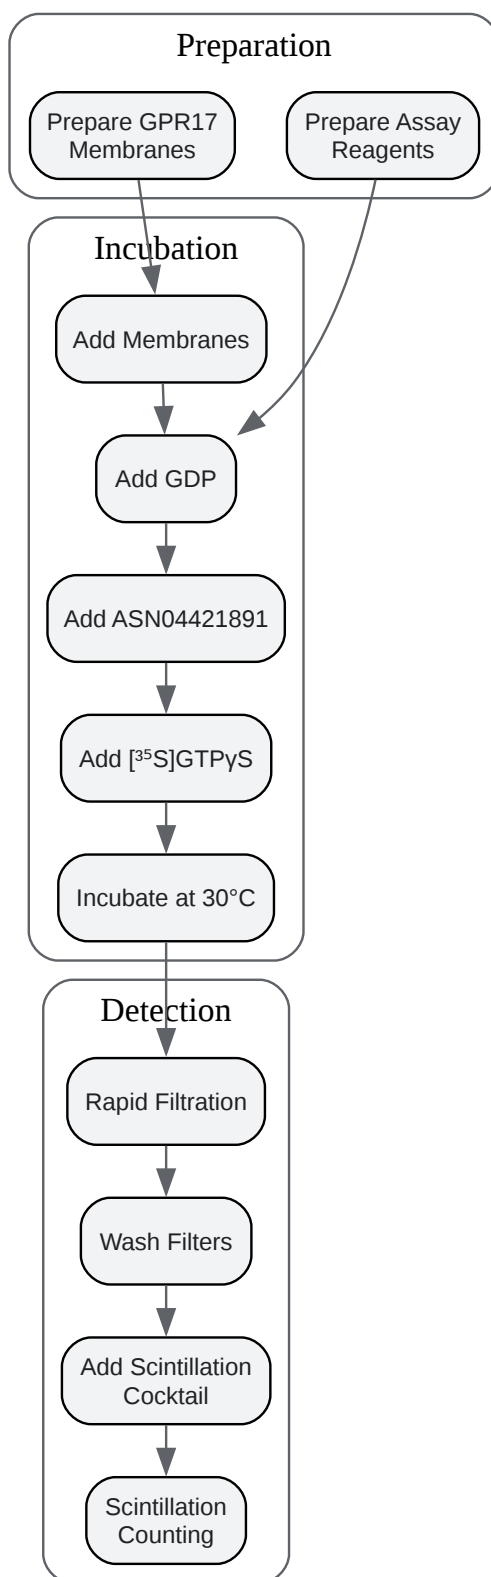 Preparation
Prepare GPR17
Membranes
Prepare Assay
Reagents
Incubation
Add Membranes
Add GDP
Add ASN04421891
Add [³⁵S]GTPγS
Incubate at 30°C
Detection
Rapid Filtration
Wash Filters
Add Scintillation
Cocktail
Scintillation
Counting